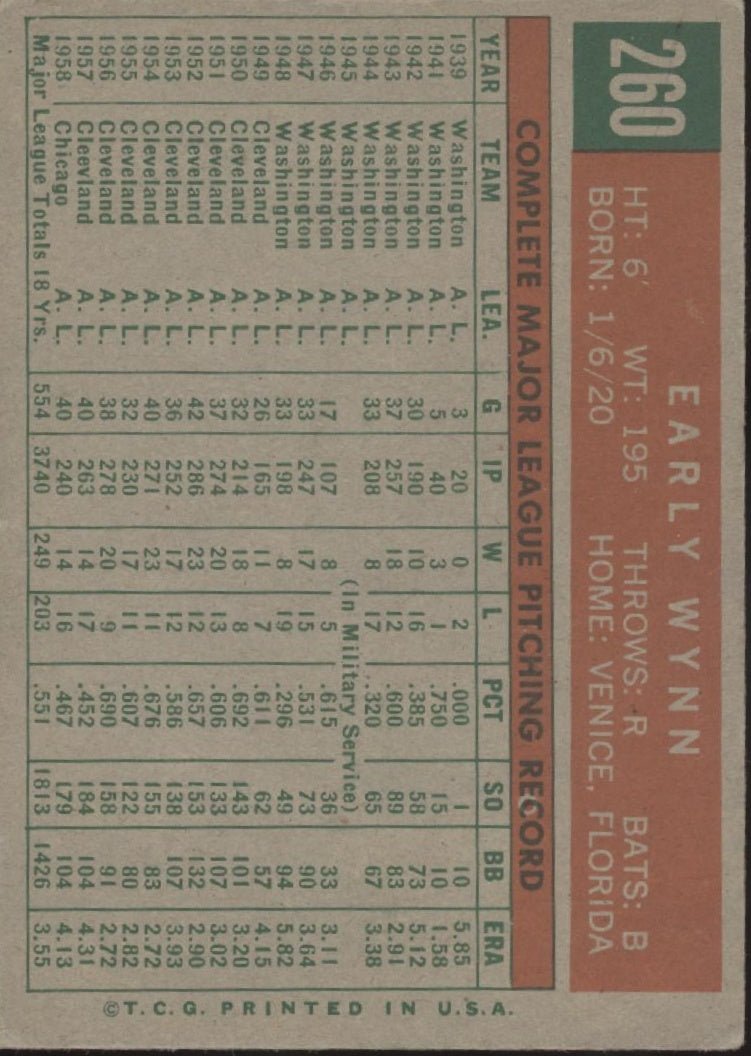 260
EARLY WYNN
HT: 6' WT: 195 THROWS: R BATS: B
BORN: 1/6/20 HOME: VENICE, FLORIDA
COMPLETE MAJOR LEAGUE PITCHING RECORD
YEAR TEAM LEA. G IP W L PCT SO BB ERA
1939 Washington A. L. 3 20 0 2 .000 1 10 5.85
1941 Washington A. L. 5 40 3 1 .750 15 10 1.58
1942 Washington A. L. 30 190 10 16 .385 58 73 5.12
1943 Washington A. L. 37 257 18 12 .600 89 83 2.91
1944 Washington A. L. 33 208 8 17 .320 65 67 3.38
1945 Washington A. L. (In Military Service)
1946 Washington A. L. 17 107 8 5 .615 36 33 3.11
1947 Washington A. L. 33 247 17 15 .531 73 90 3.64
1948 Washington A. L. 33 198 8 19 .296 49 94 5.82
1949 Cleveland A. L. 26 165 11 7 .611 62 57 4.15
1950 Cleveland A. L. 32 214 18 8 .692 143 101 3.20
1951 Cleveland A. L. 37 274 20 13 .606 133 107 3.02
1952 Cleveland A. L. 42 286 23 12 .657 153 132 2.90
1953 Cleveland A. L. 36 252 17 12 .586 138 107 3.93
1954 Cleveland A. L. 40 271 23 11 .676 155 83 2.72
1955 Cleveland A. L. 32 230 17 11 .607 122 80 2.82
1956 Cleveland A. L. 38 278 20 9 .690 158 91 2.72
1957 Cleevland A. L. 40 263 14 17 .452 184 104 4.31
1958 Chicago A. L. 40 240 14 16 .467 179 104 4.13
Major League Totals 18 Yrs. 554 3740 249 203 .551 1813 1426 3.55
©T.C.G. PRINTED IN U.S.A.